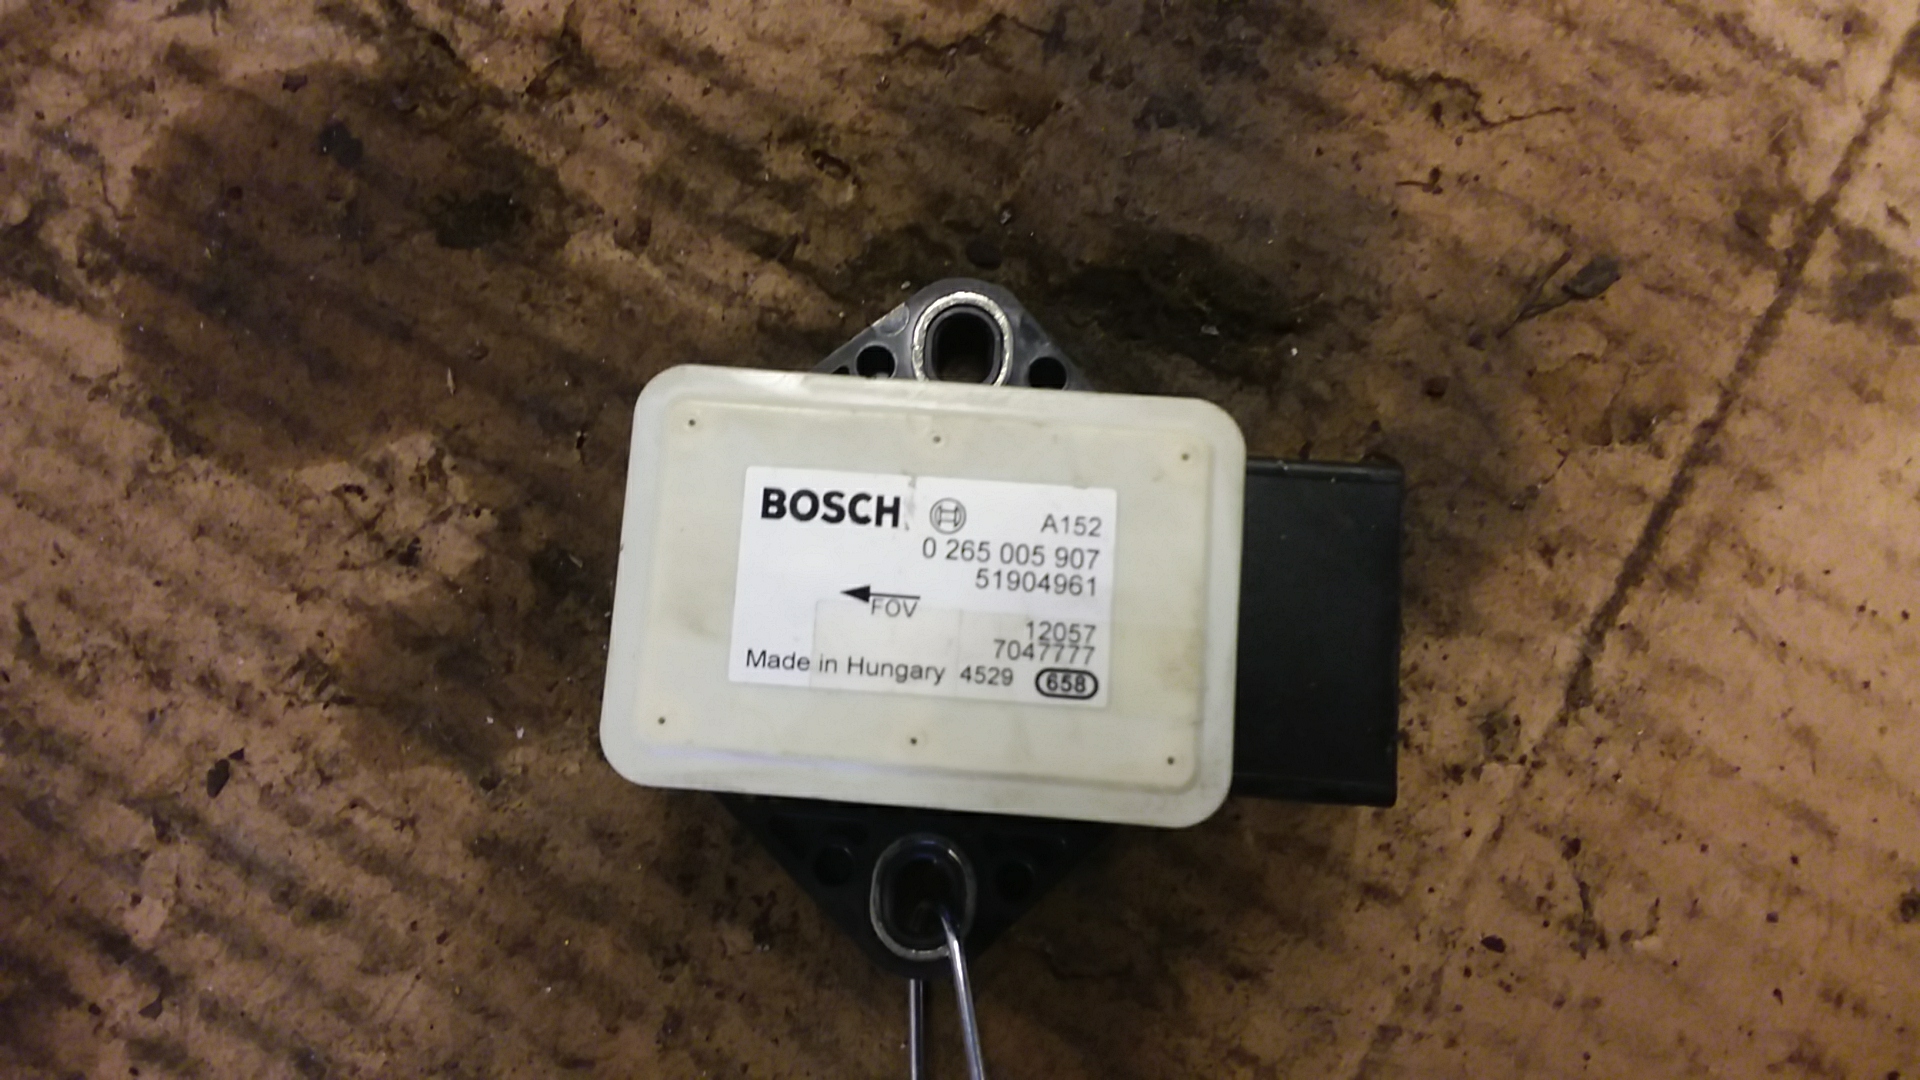 BOSCH A152
0 265 005 907
51904961
FOV
12057
7047777
Made in Hungary 4529 658